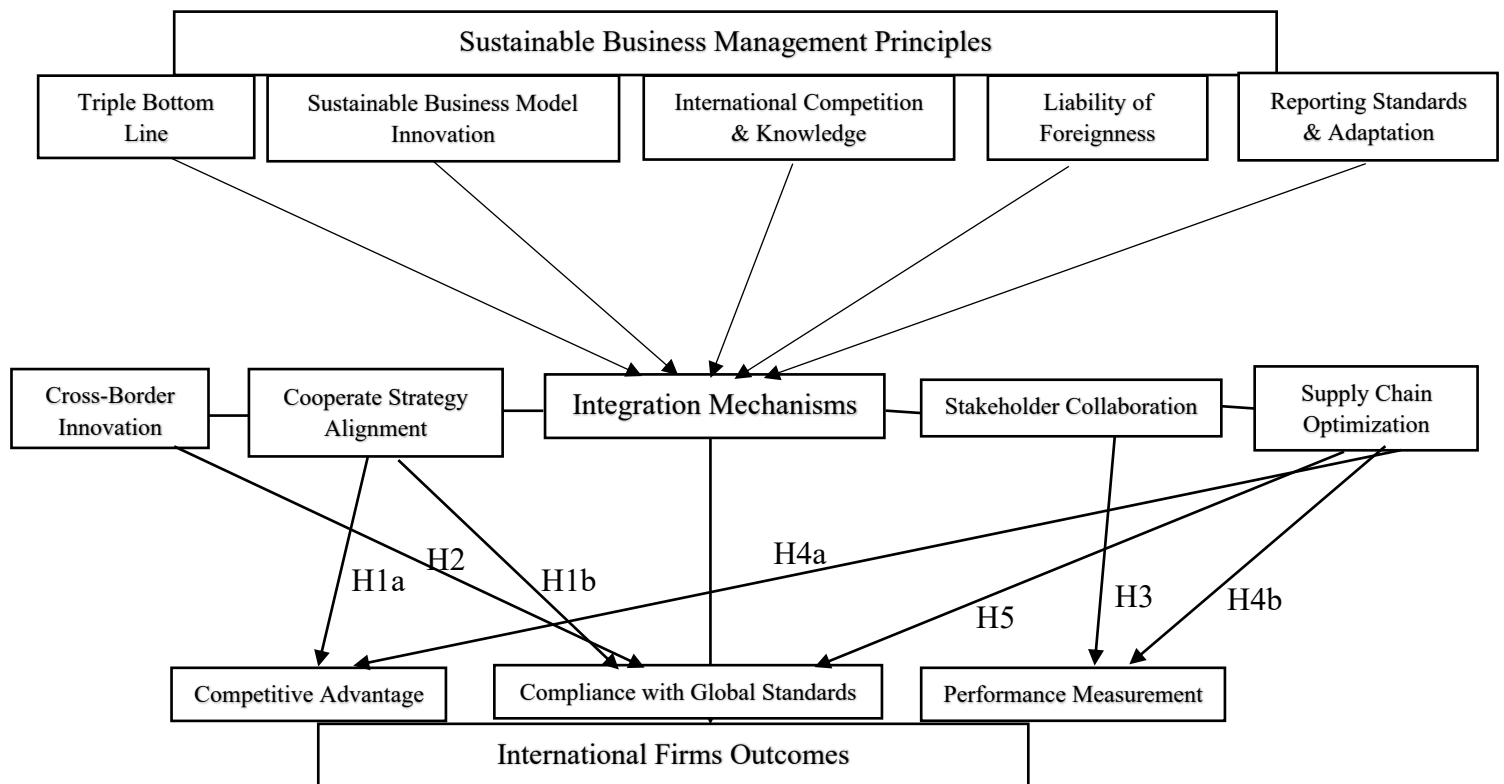 Sustainable Business Management Principles
Triple Bottom
Line
Sustainable Business Model
Innovation
International Competition
& Knowledge
Liability of
Foreignness
Reporting Standards
& Adaptation
Cross-Border
Innovation
Cooperate Strategy
Alignment
Integration Mechanisms
Stakeholder Collaboration
Supply Chain
Optimization
H1a
H2
H1b
H4a
H5
H3
H4b
Competitive Advantage
Compliance with Global Standards
Performance Measurement
International Firms Outcomes